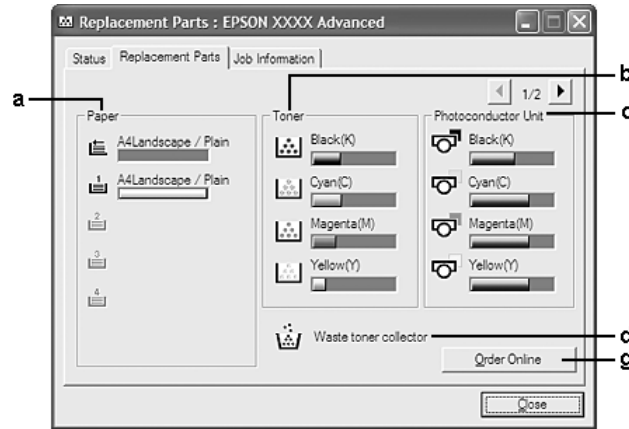 Replacement Parts : EPSON XXXX Advanced
Status Replacement Parts Job Information
1/2
a
b
c
Paper
A4Landscape / Plain
1 A4Landscape / Plain
2
3
4
Toner
Black(K)
Cyan(C)
Magenta(M)
Yellow(Y)
Photoconductor Unit
Black(K)
Cyan(C)
Magenta(M)
Yellow(Y)
Waste toner collector
d
Order Online
g
Close